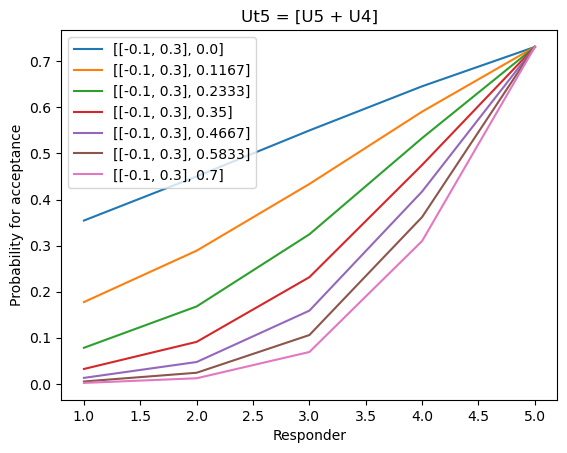 Ut5 = [U5 + U4]
[[-0.1, 0.3], 0.0]
[[-0.1, 0.3], 0.1167]
[[-0.1, 0.3], 0.2333]
[[-0.1, 0.3], 0.35]
[[-0.1, 0.3], 0.4667]
[[-0.1, 0.3], 0.5833]
[[-0.1, 0.3], 0.7]
Probability for acceptance
0.7
0.6
0.5
0.4
0.3
0.2
0.1
0.0
1.0 1.5 2.0 2.5 3.0 3.5 4.0 4.5 5.0
Responder